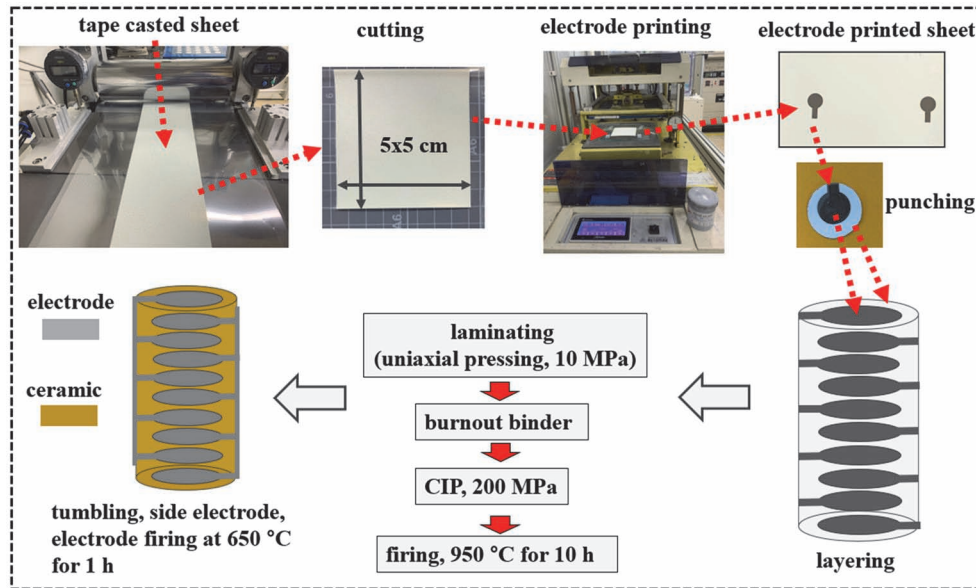 tape casted sheet
cutting
electrode printing
electrode printed sheet
5x5 cm
punching
electrode
ceramic
laminating
(uniaxial pressing, 10 MPa)
burnout binder
CIP, 200 MPa
firing, 950 °C for 10 h
tumbling, side electrode,
electrode firing at 650 °C
for 1 h
layering